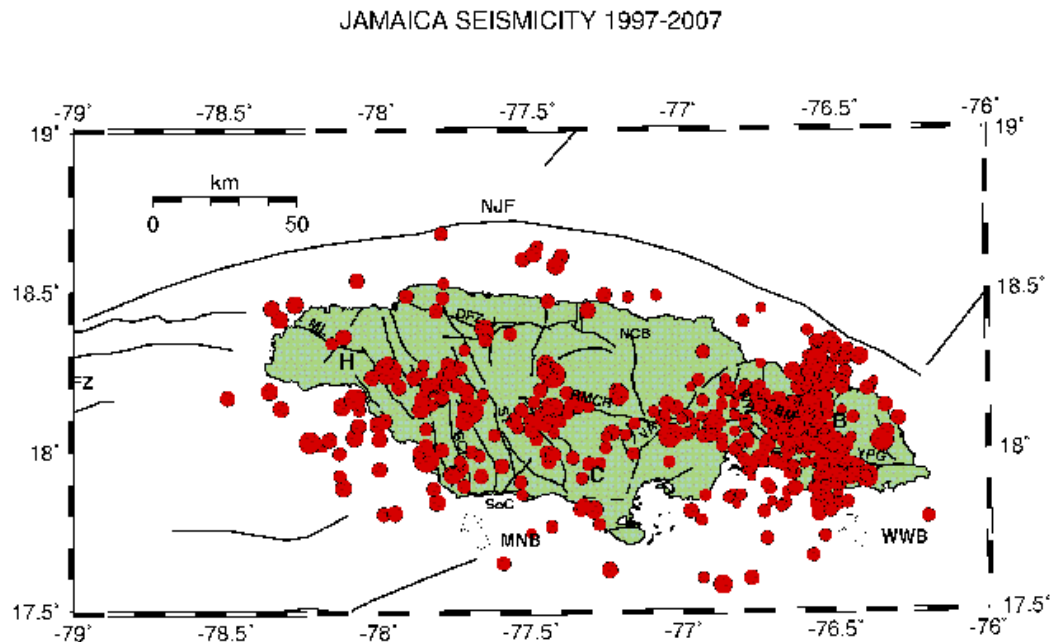 JAMAICA SEISMICITY 1997-2007
-79° -78.5° -78° -77.5° -77° -76.5° -76°
19° 19°
km
0 50
NJF
18.5° 18.5°
DFZ
ML NCB
H
FZ
RMCR
BMF
B
18° YPG 18°
C
SoC
MNB WWB
17.5° 17.5°
-79° -78.5° -78° -77.5° -77° -76.5° -76°